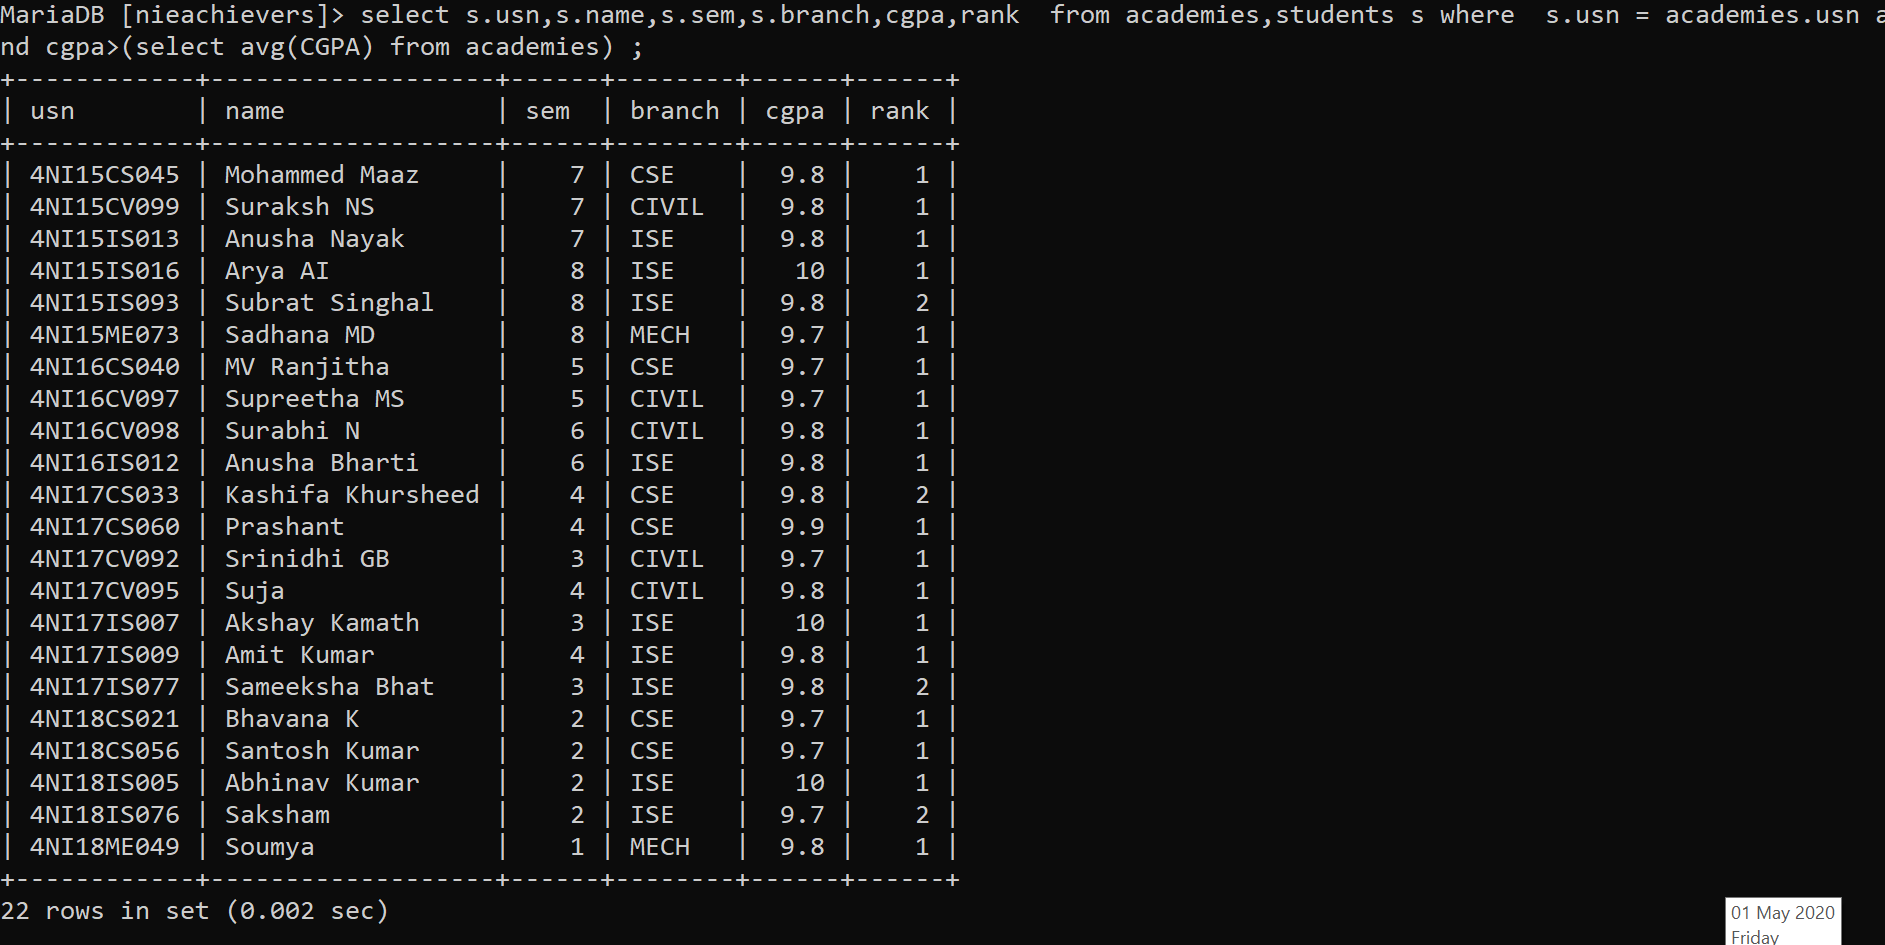 MariaDB [nieachievers]> select s.usn,s.name,s.sem,s.branch,cgpa,rank  from academies,students s where  s.usn = academies.usn a
nd cgpa>(select avg(CGPA) from academies) ;
+------------+-------------------+------+--------+------+------+
| usn        | name              | sem  | branch | cgpa | rank |
+------------+-------------------+------+--------+------+------+
| 4NI15CS045 | Mohammed Maaz     |    7 | CSE    |  9.8 |    1 |
| 4NI15CV099 | Suraksh NS        |    7 | CIVIL  |  9.8 |    1 |
| 4NI15IS013 | Anusha Nayak      |    7 | ISE    |  9.8 |    1 |
| 4NI15IS016 | Arya AI           |    8 | ISE    |   10 |    1 |
| 4NI15IS093 | Subrat Singhal    |    8 | ISE    |  9.8 |    2 |
| 4NI15ME073 | Sadhana MD        |    8 | MECH   |  9.7 |    1 |
| 4NI16CS040 | MV Ranjitha       |    5 | CSE    |  9.7 |    1 |
| 4NI16CV097 | Supreetha MS      |    5 | CIVIL  |  9.7 |    1 |
| 4NI16CV098 | Surabhi N         |    6 | CIVIL  |  9.8 |    1 |
| 4NI16IS012 | Anusha Bharti     |    6 | ISE    |  9.8 |    1 |
| 4NI17CS033 | Kashifa Khursheed |    4 | CSE    |  9.8 |    2 |
| 4NI17CS060 | Prashant          |    4 | CSE    |  9.9 |    1 |
| 4NI17CV092 | Srinidhi GB       |    3 | CIVIL  |  9.7 |    1 |
| 4NI17CV095 | Suja              |    4 | CIVIL  |  9.8 |    1 |
| 4NI17IS007 | Akshay Kamath     |    3 | ISE    |   10 |    1 |
| 4NI17IS009 | Amit Kumar        |    4 | ISE    |  9.8 |    1 |
| 4NI17IS077 | Sameeksha Bhat    |    3 | ISE    |  9.8 |    2 |
| 4NI18CS021 | Bhavana K         |    2 | CSE    |  9.7 |    1 |
| 4NI18CS056 | Santosh Kumar     |    2 | CSE    |  9.7 |    1 |
| 4NI18IS005 | Abhinav Kumar     |    2 | ISE    |   10 |    1 |
| 4NI18IS076 | Saksham           |    2 | ISE    |  9.7 |    2 |
| 4NI18ME049 | Soumya            |    1 | MECH   |  9.8 |    1 |
+------------+-------------------+------+--------+------+------+
22 rows in set (0.002 sec)
01 May 2020
Friday